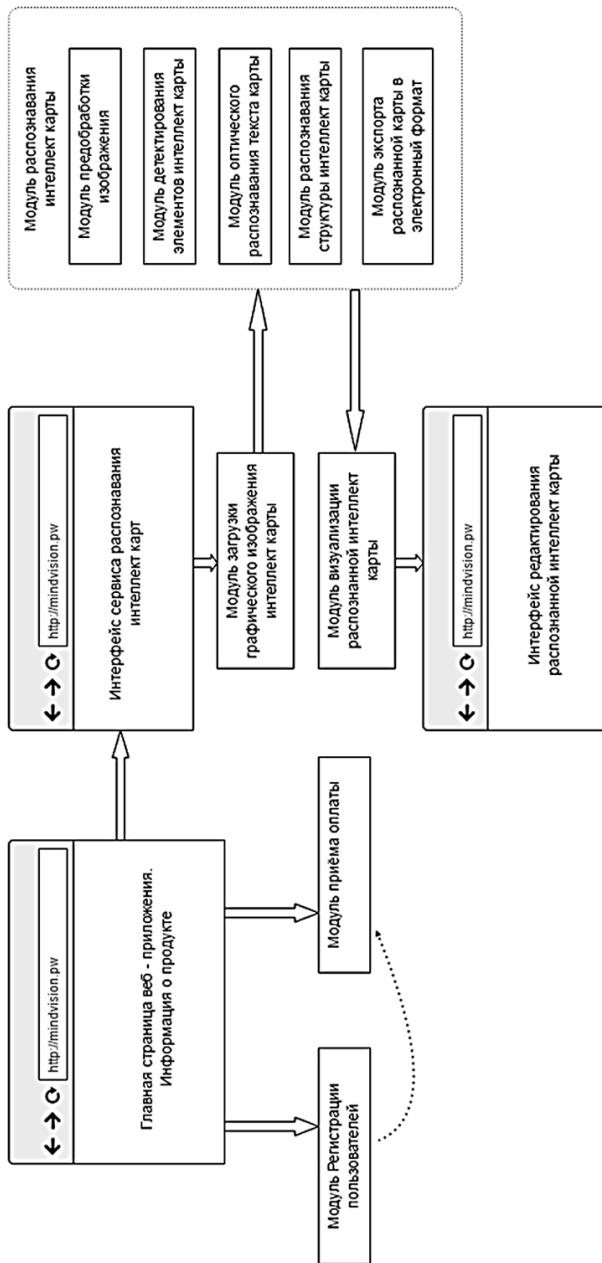 http://mindvision.pw
Главная страница веб - приложения.
Информация о продукте
Модуль Регистрации
пользователей
Модуль приёма оплаты
http://mindvision.pw
Интерфейс сервиса распознавания
интеллект карт
Модуль загрузки
графического изображения
интеллект карты
Модуль визуализации
распознанной интеллект
карты
http://mindvision.pw
Интерфейс редактирования
распознанной интеллект карты
Модуль распознавания
интеллект карты
Модуль предобработки
изображения
Модуль детектирования
элементов интеллект карты
Модуль оптического
распознавания текста карты
Модуль распознавания
структуры интеллект карты
Модуль экспорта
распознанной карты в
электронный формат